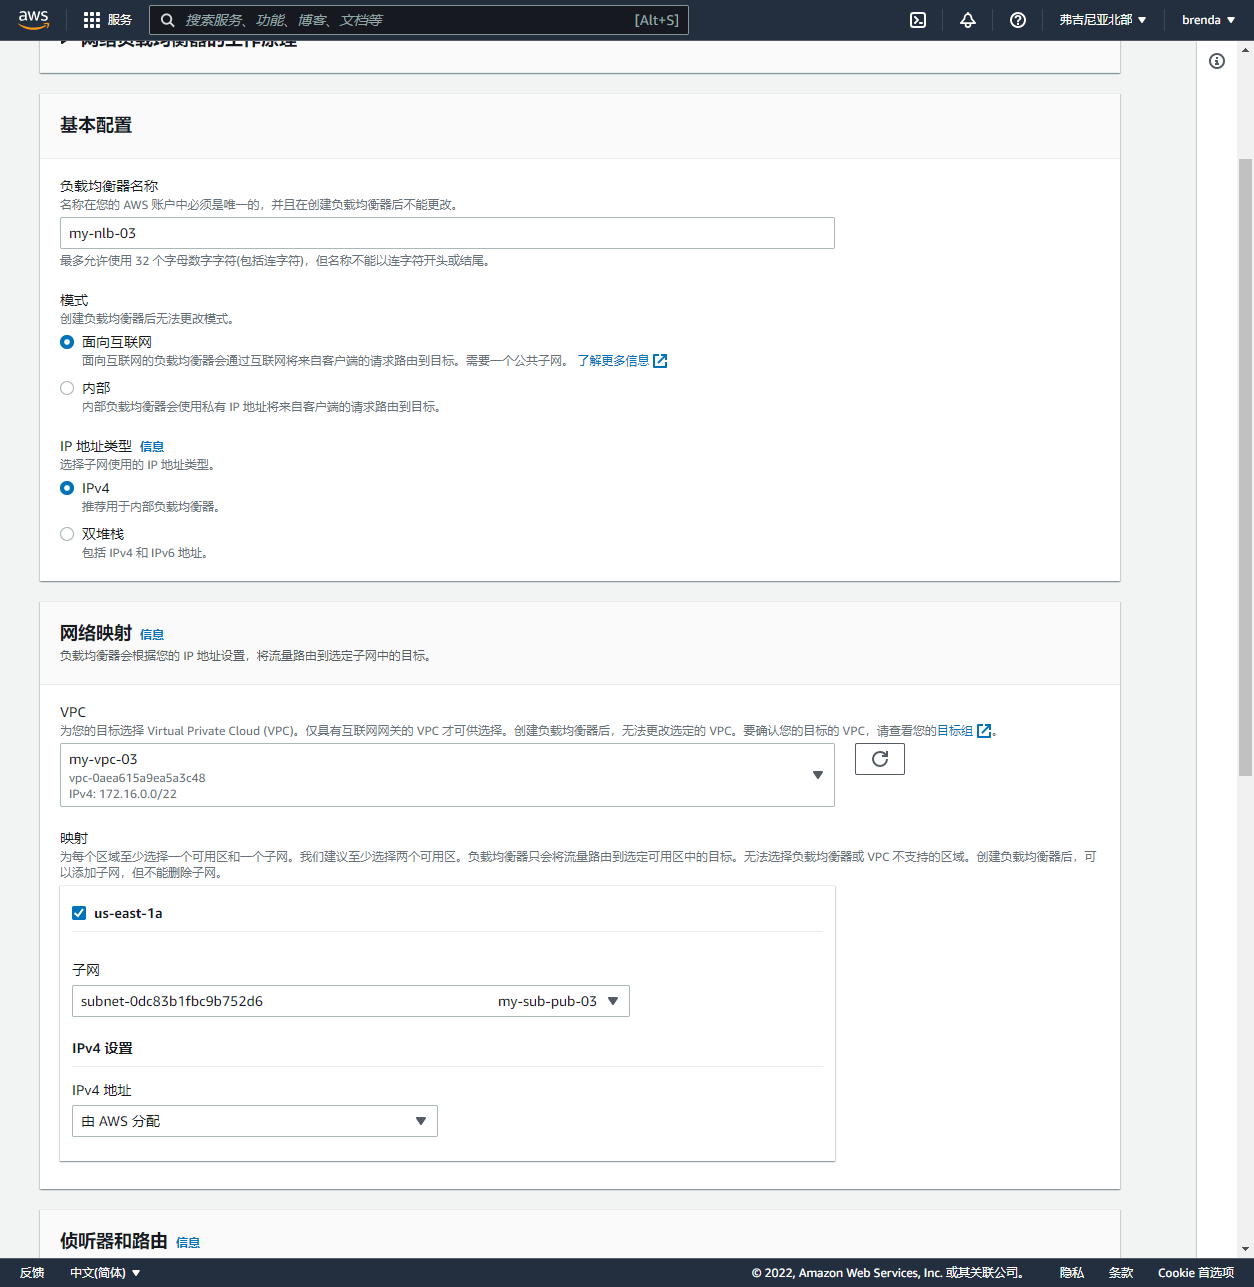 aws 服务 搜索服务、功能、博客、文档等 [Alt+S] 弗吉尼亚北部 brenda
网络负载均衡器的工作原理
基本配置
负载均衡器名称
名称在您的 AWS 账户中必须是唯一的，并且在创建负载均衡器后不能更改。
my-nlb-03
最多允许使用 32 个字母数字字符(包括连字符)，但名称不能以连字符开头或结尾。
模式
创建负载均衡器后无法更改模式。
面向互联网
面向互联网的负载均衡器会通过互联网将来自客户端的请求路由到目标。需要一个公共子网。 了解更多信息
内部
内部负载均衡器会使用私有 IP 地址将来自客户端的请求路由到目标。
IP 地址类型 信息
选择子网使用的 IP 地址类型。
IPv4
推荐用于内部负载均衡器。
双堆栈
包括 IPv4 和 IPv6 地址。
网络映射 信息
负载均衡器会根据您的 IP 地址设置，将流量路由到选定子网中的目标。
VPC
为您的目标选择 Virtual Private Cloud (VPC)。仅具有互联网网关的 VPC 才可供选择。创建负载均衡器后，无法更改选定的 VPC。要确认您的目标的 VPC，请查看您的目标组。
my-vpc-03
vpc-0aea615a9ea5a3c48
IPv4: 172.16.0.0/22
映射
为每个区域至少选择一个可用区和一个子网。我们建议至少选择两个可用区。负载均衡器只会将流量路由到选定可用区中的目标。无法选择负载均衡器或 VPC 不支持的区域。创建负载均衡器后，可
以添加子网，但不能删除子网。
us-east-1a
子网
subnet-0dc83b1fbc9b752d6 my-sub-pub-03
IPv4 设置
IPv4 地址
由 AWS 分配
侦听器和路由 信息
反馈 中文(简体) © 2022, Amazon Web Services, Inc. 或其关联公司。 隐私 条款 Cookie 首选项